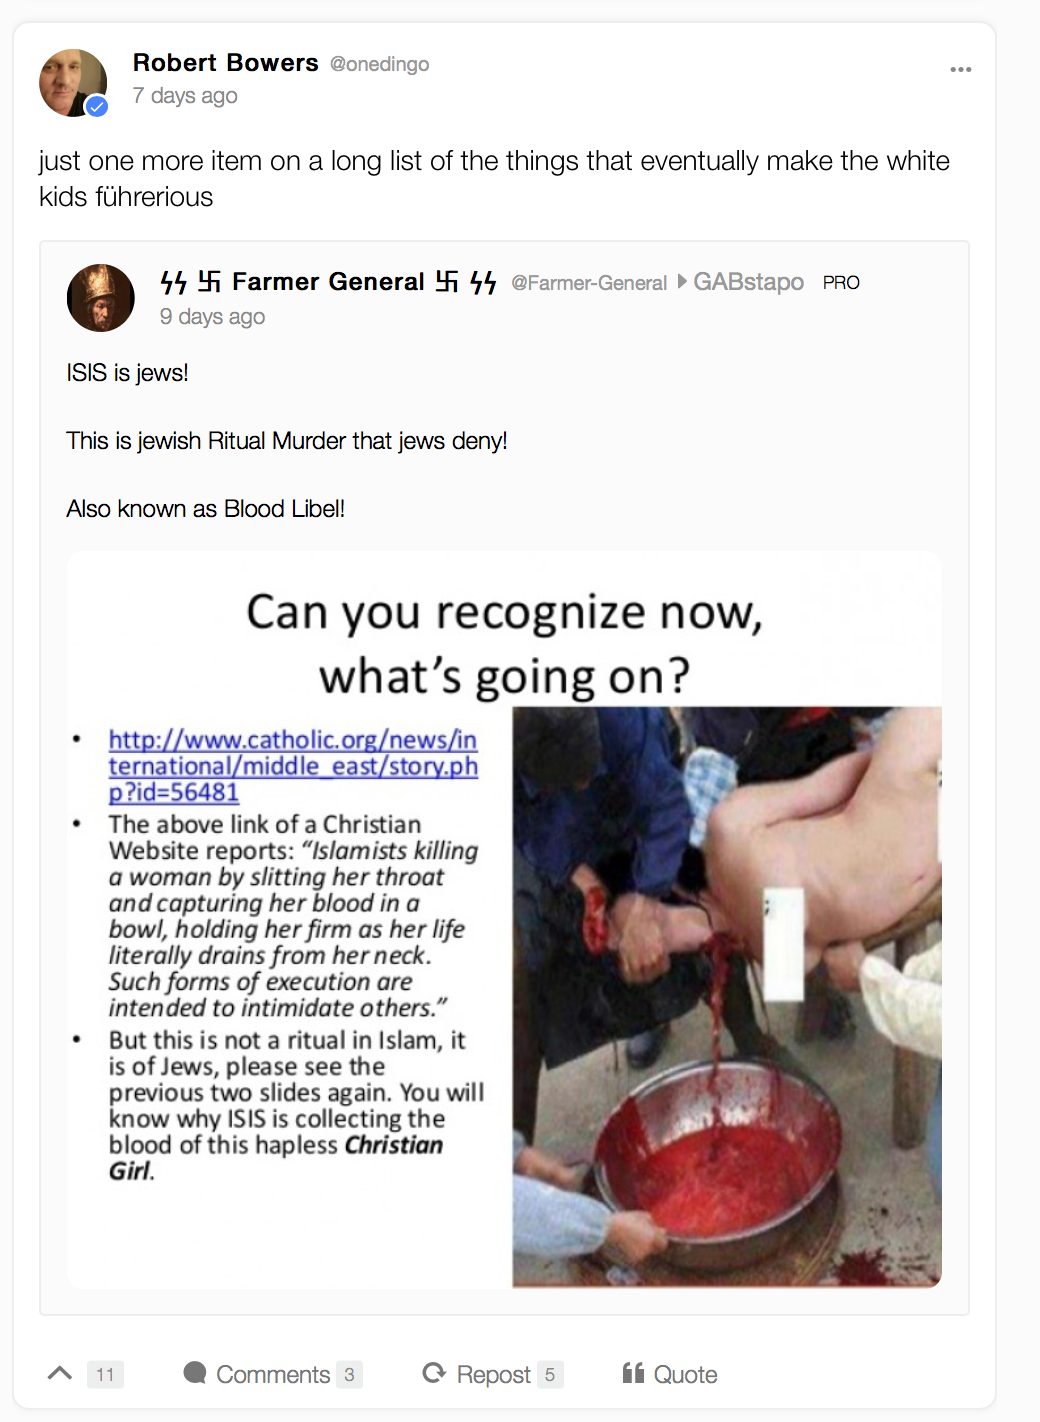 Robert Bowers @onedingo
7 days ago
just one more item on a long list of the things that eventually make the white
kids führerious
ϟϟ 卐 Farmer General 卐 ϟϟ @Farmer-General ▶ GABstapo PRO
9 days ago
ISIS is jews!
This is jewish Ritual Murder that jews deny!
Also known as Blood Libel!
Can you recognize now,
what's going on?
• http://www.catholic.org/news/in
ternational/middle_east/story.ph
p?id=56481
• The above link of a Christian
Website reports: "Islamists killing
a woman by slitting her throat
and capturing her blood in a
bowl, holding her firm as her life
literally drains from her neck.
Such forms of execution are
intended to intimidate others."
• But this is not a ritual in Islam, it
is of Jews, please see the
previous two slides again. You will
know why ISIS is collecting the
blood of this hapless Christian
Girl.
11 Comments 3 Repost 5 Quote